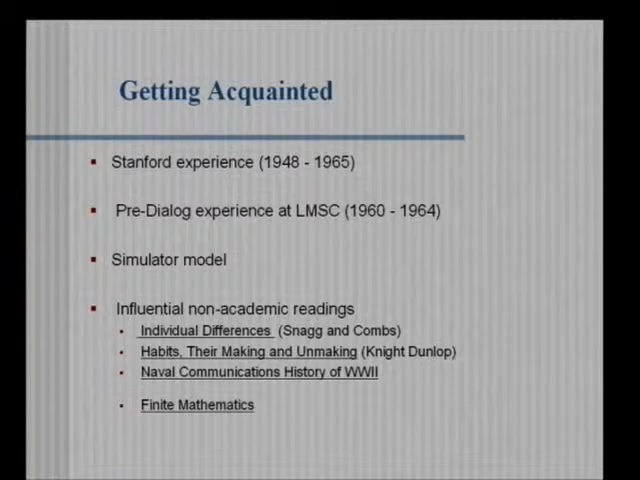 Getting Acquainted
Stanford experience (1948 - 1965)
Pre-Dialog experience at LMSC (1960 - 1964)
Simulator model
Influential non-academic readings
Individual Differences (Snagg and Combs)
Habits, Their Making and Unmaking (Knight Dunlop)
Naval Communications History of WWII
Finite Mathematics